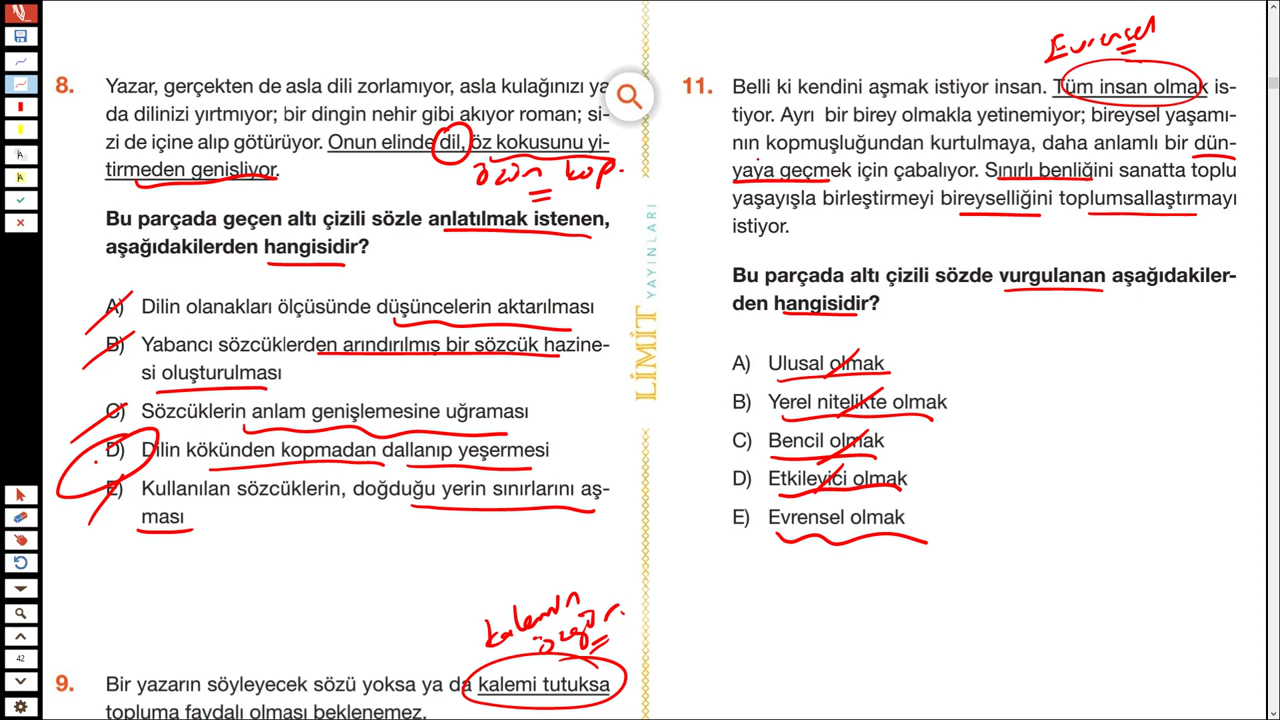 8. Yazar, gerçekten de asla dili zorlamıyor, asla kulağınızı ya
da dilinizi yırtmıyor; bir dingin nehir gibi akıyor roman; si-
zi de içine alıp götürüyor. Onun elinde dil, öz kokusunu yi-
tirmeden genişliyor.
özün kop.
Bu parçada geçen altı çizili sözle anlatılmak istenen,
aşağıdakilerden hangisidir?
A) Dilin olanakları ölçüsünde düşüncelerin aktarılması
B) Yabancı sözcüklerden arındırılmış bir sözcük hazine-
si oluşturulması
C) Sözcüklerin anlam genişlemesine uğraması
D) Dilin kökünden kopmadan dallanıp yeşermesi
E) Kullanılan sözcüklerin, doğduğu yerin sınırlarını aş-
ması
9. Bir yazarın söyleyecek sözü yoksa ya da kalemi tutuksa
topluma faydalı olması beklenemez.
LİMİT YAYINLARI
Evrensel
11. Belli ki kendini aşmak istiyor insan. Tüm insan olmak is-
tiyor. Ayrı bir birey olmakla yetinemiyor; bireysel yaşamı-
nın kopmuşluğundan kurtulmaya, daha anlamlı bir dün-
yaya geçmek için çabalıyor. Sınırlı benliğini sanatta toplu
yaşayışla birleştirmeyi bireyselliğini toplumsallaştırmayı
istiyor.
Bu parçada altı çizili sözde vurgulanan aşağıdakiler-
den hangisidir?
A) Ulusal olmak
B) Yerel nitelikte olmak
C) Bencil olmak
D) Etkileyici olmak
E) Evrensel olmak
42